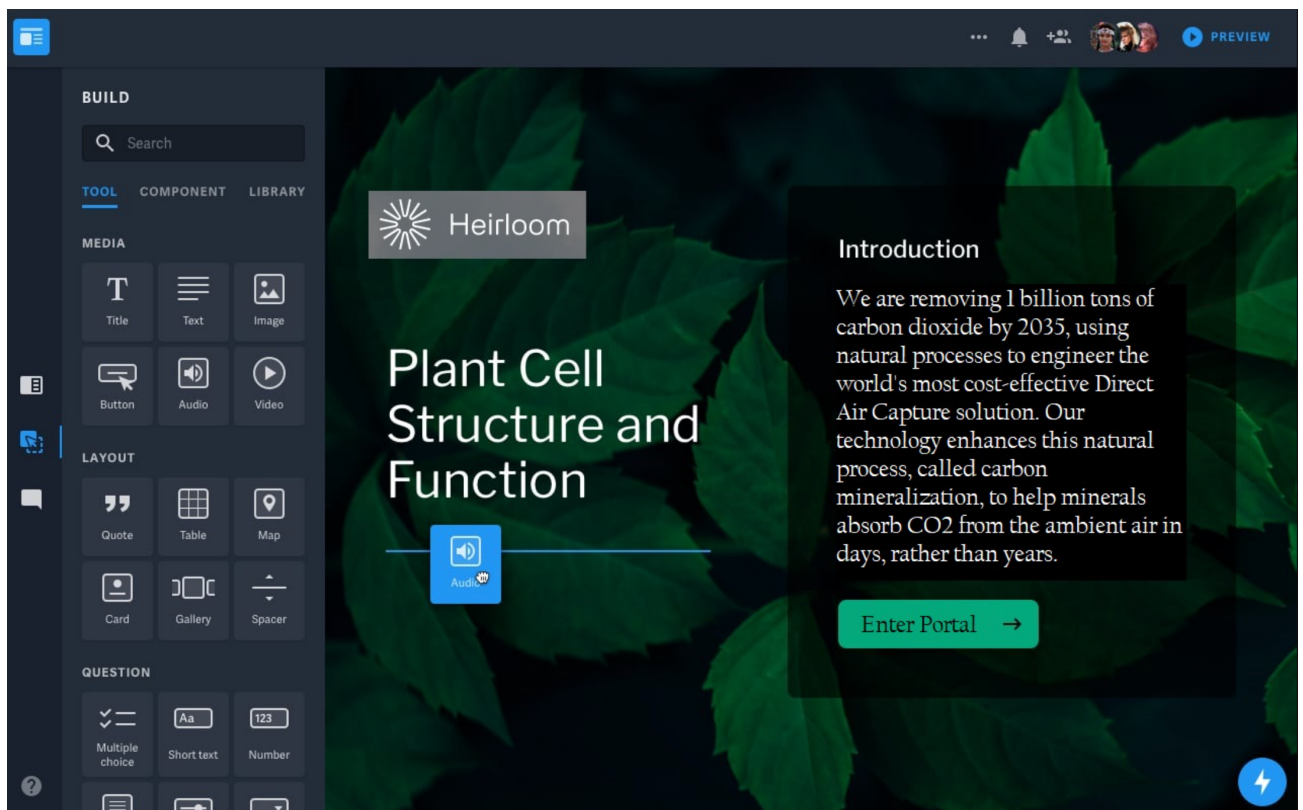 PREVIEW
BUILD
Search
TOOL COMPONENT LIBRARY
MEDIA
T
Title Text Image
Button Audio Video
LAYOUT
Quote Table Map
Card Gallery Spacer
QUESTION
Aa 123
Multiple
choice
Short text Number
Heirloom
Plant Cell
Structure and
Function
Audio
Introduction
We are removing 1 billion tons of
carbon dioxide by 2035, using
natural processes to engineer the
world's most cost-effective Direct
Air Capture solution. Our
technology enhances this natural
process, called carbon
mineralization, to help minerals
absorb CO2 from the ambient air in
days, rather than years.
Enter Portal →